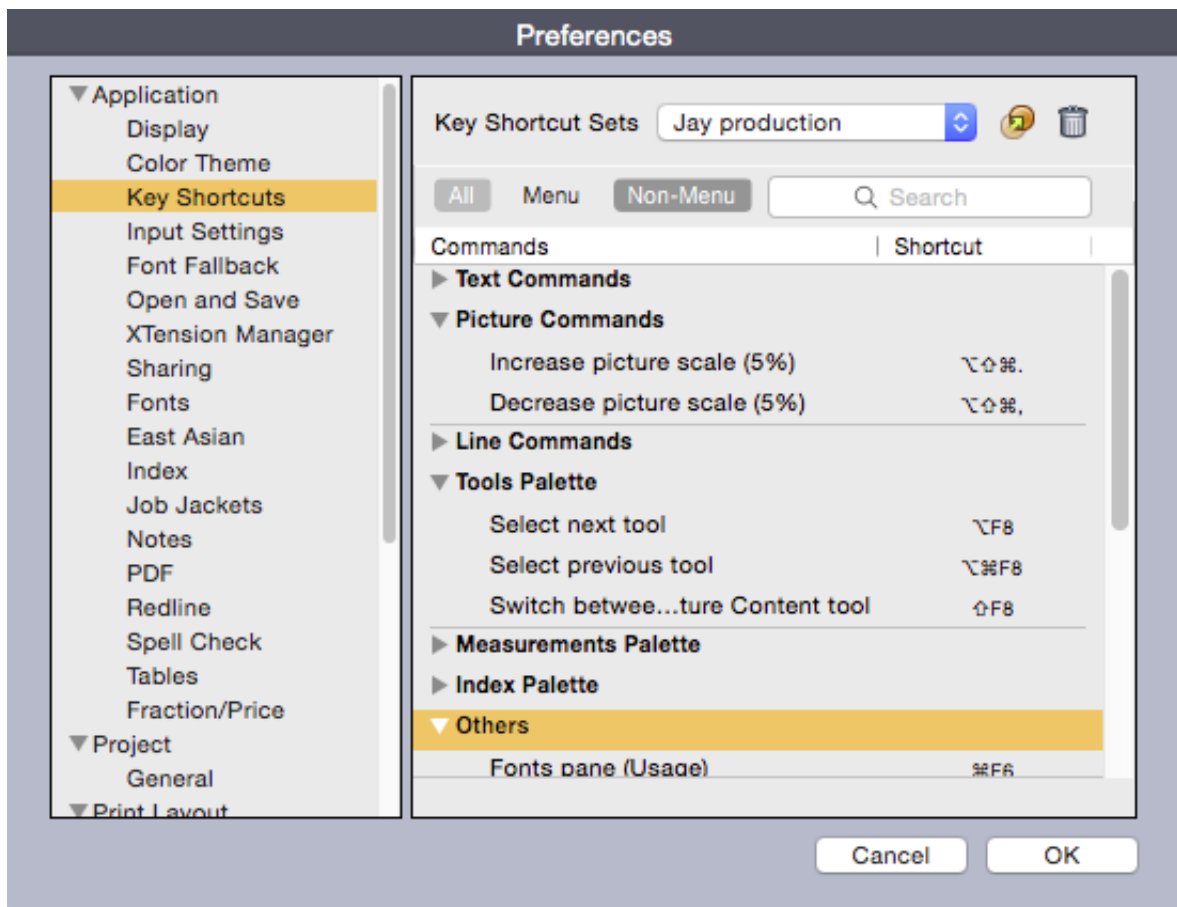 Preferences
Application
Display
Color Theme
Key Shortcuts
Input Settings
Font Fallback
Open and Save
XTension Manager
Sharing
Fonts
East Asian
Index
Job Jackets
Notes
PDF
Redline
Spell Check
Tables
Fraction/Price
Project
General
Print Layout
Key Shortcut Sets Jay production
All Menu Non-Menu Search
Commands Shortcut
Text Commands
Picture Commands
Increase picture scale (5%) ⌥⇧⌘.
Decrease picture scale (5%) ⌥⇧⌘,
Line Commands
Tools Palette
Select next tool ⌥F8
Select previous tool ⌥⌘F8
Switch betwee...ture Content tool ⇧F8
Measurements Palette
Index Palette
Others
Fonts pane (Usage) ⌘F6
Cancel OK